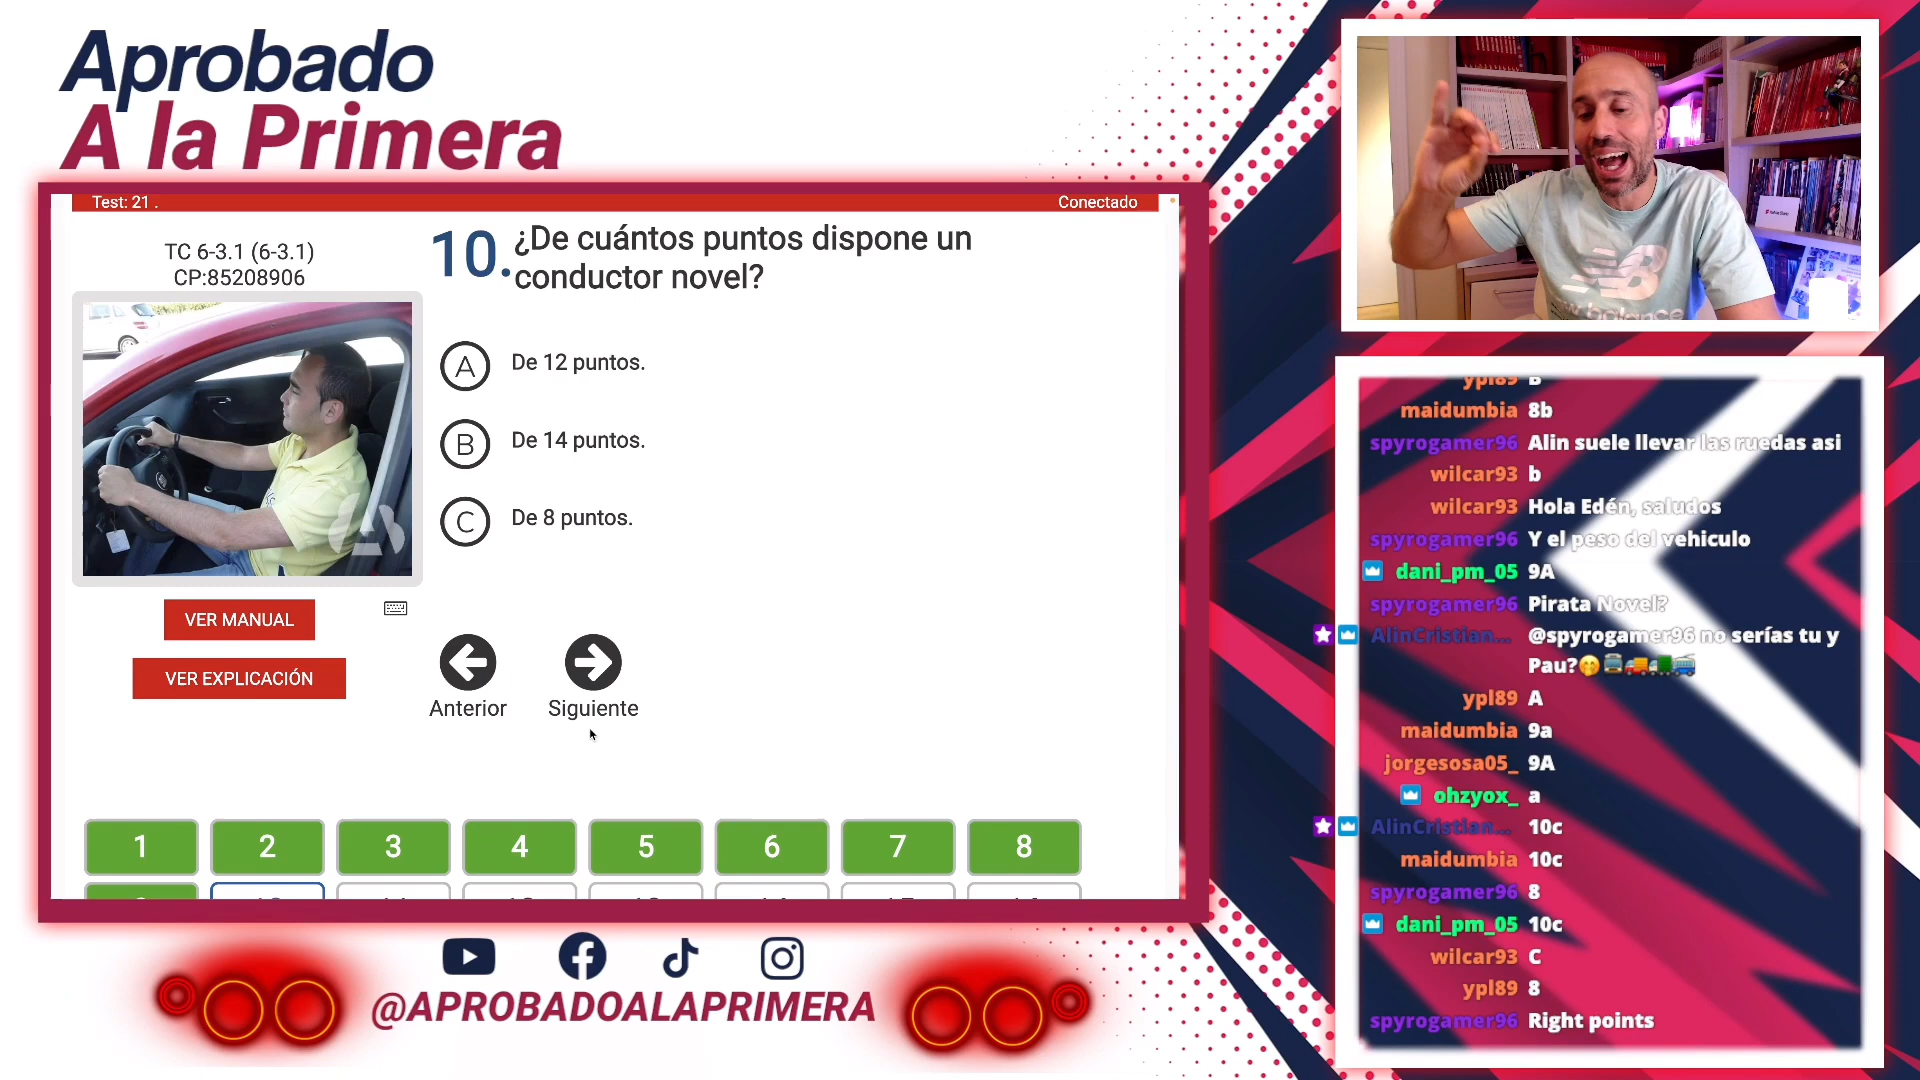 Aprobado
A la Primera
Test: 21 .
Conectado
TC 6-3.1 (6-3.1)
CP:85208906
10. ¿De cuántos puntos dispone un
conductor novel?
A De 12 puntos.
B De 14 puntos.
C De 8 puntos.
VER MANUAL
VER EXPLICACIÓN
Anterior
Siguiente
1 2 3 4 5 6 7 8
@APROBADOALAPRIMERA
new balance
ypl89 B
maidumbia 8b
spyrogamer96 Alin suele llevar las ruedas asi
wilcar93 b
wilcar93 Hola Edén, saludos
spyrogamer96 Y el peso del vehiculo
dani_pm_05 9A
spyrogamer96 Pirata Novel?
AlinCristian... @spyrogamer96 no serías tu y
Pau?🤭🚆🚚🚛🚎
ypl89 A
maidumbia 9a
jorgesosa05_ 9A
ohzyox_ a
AlinCristian... 10c
maidumbia 10c
spyrogamer96 8
dani_pm_05 10c
wilcar93 C
ypl89 8
spyrogamer96 Right points